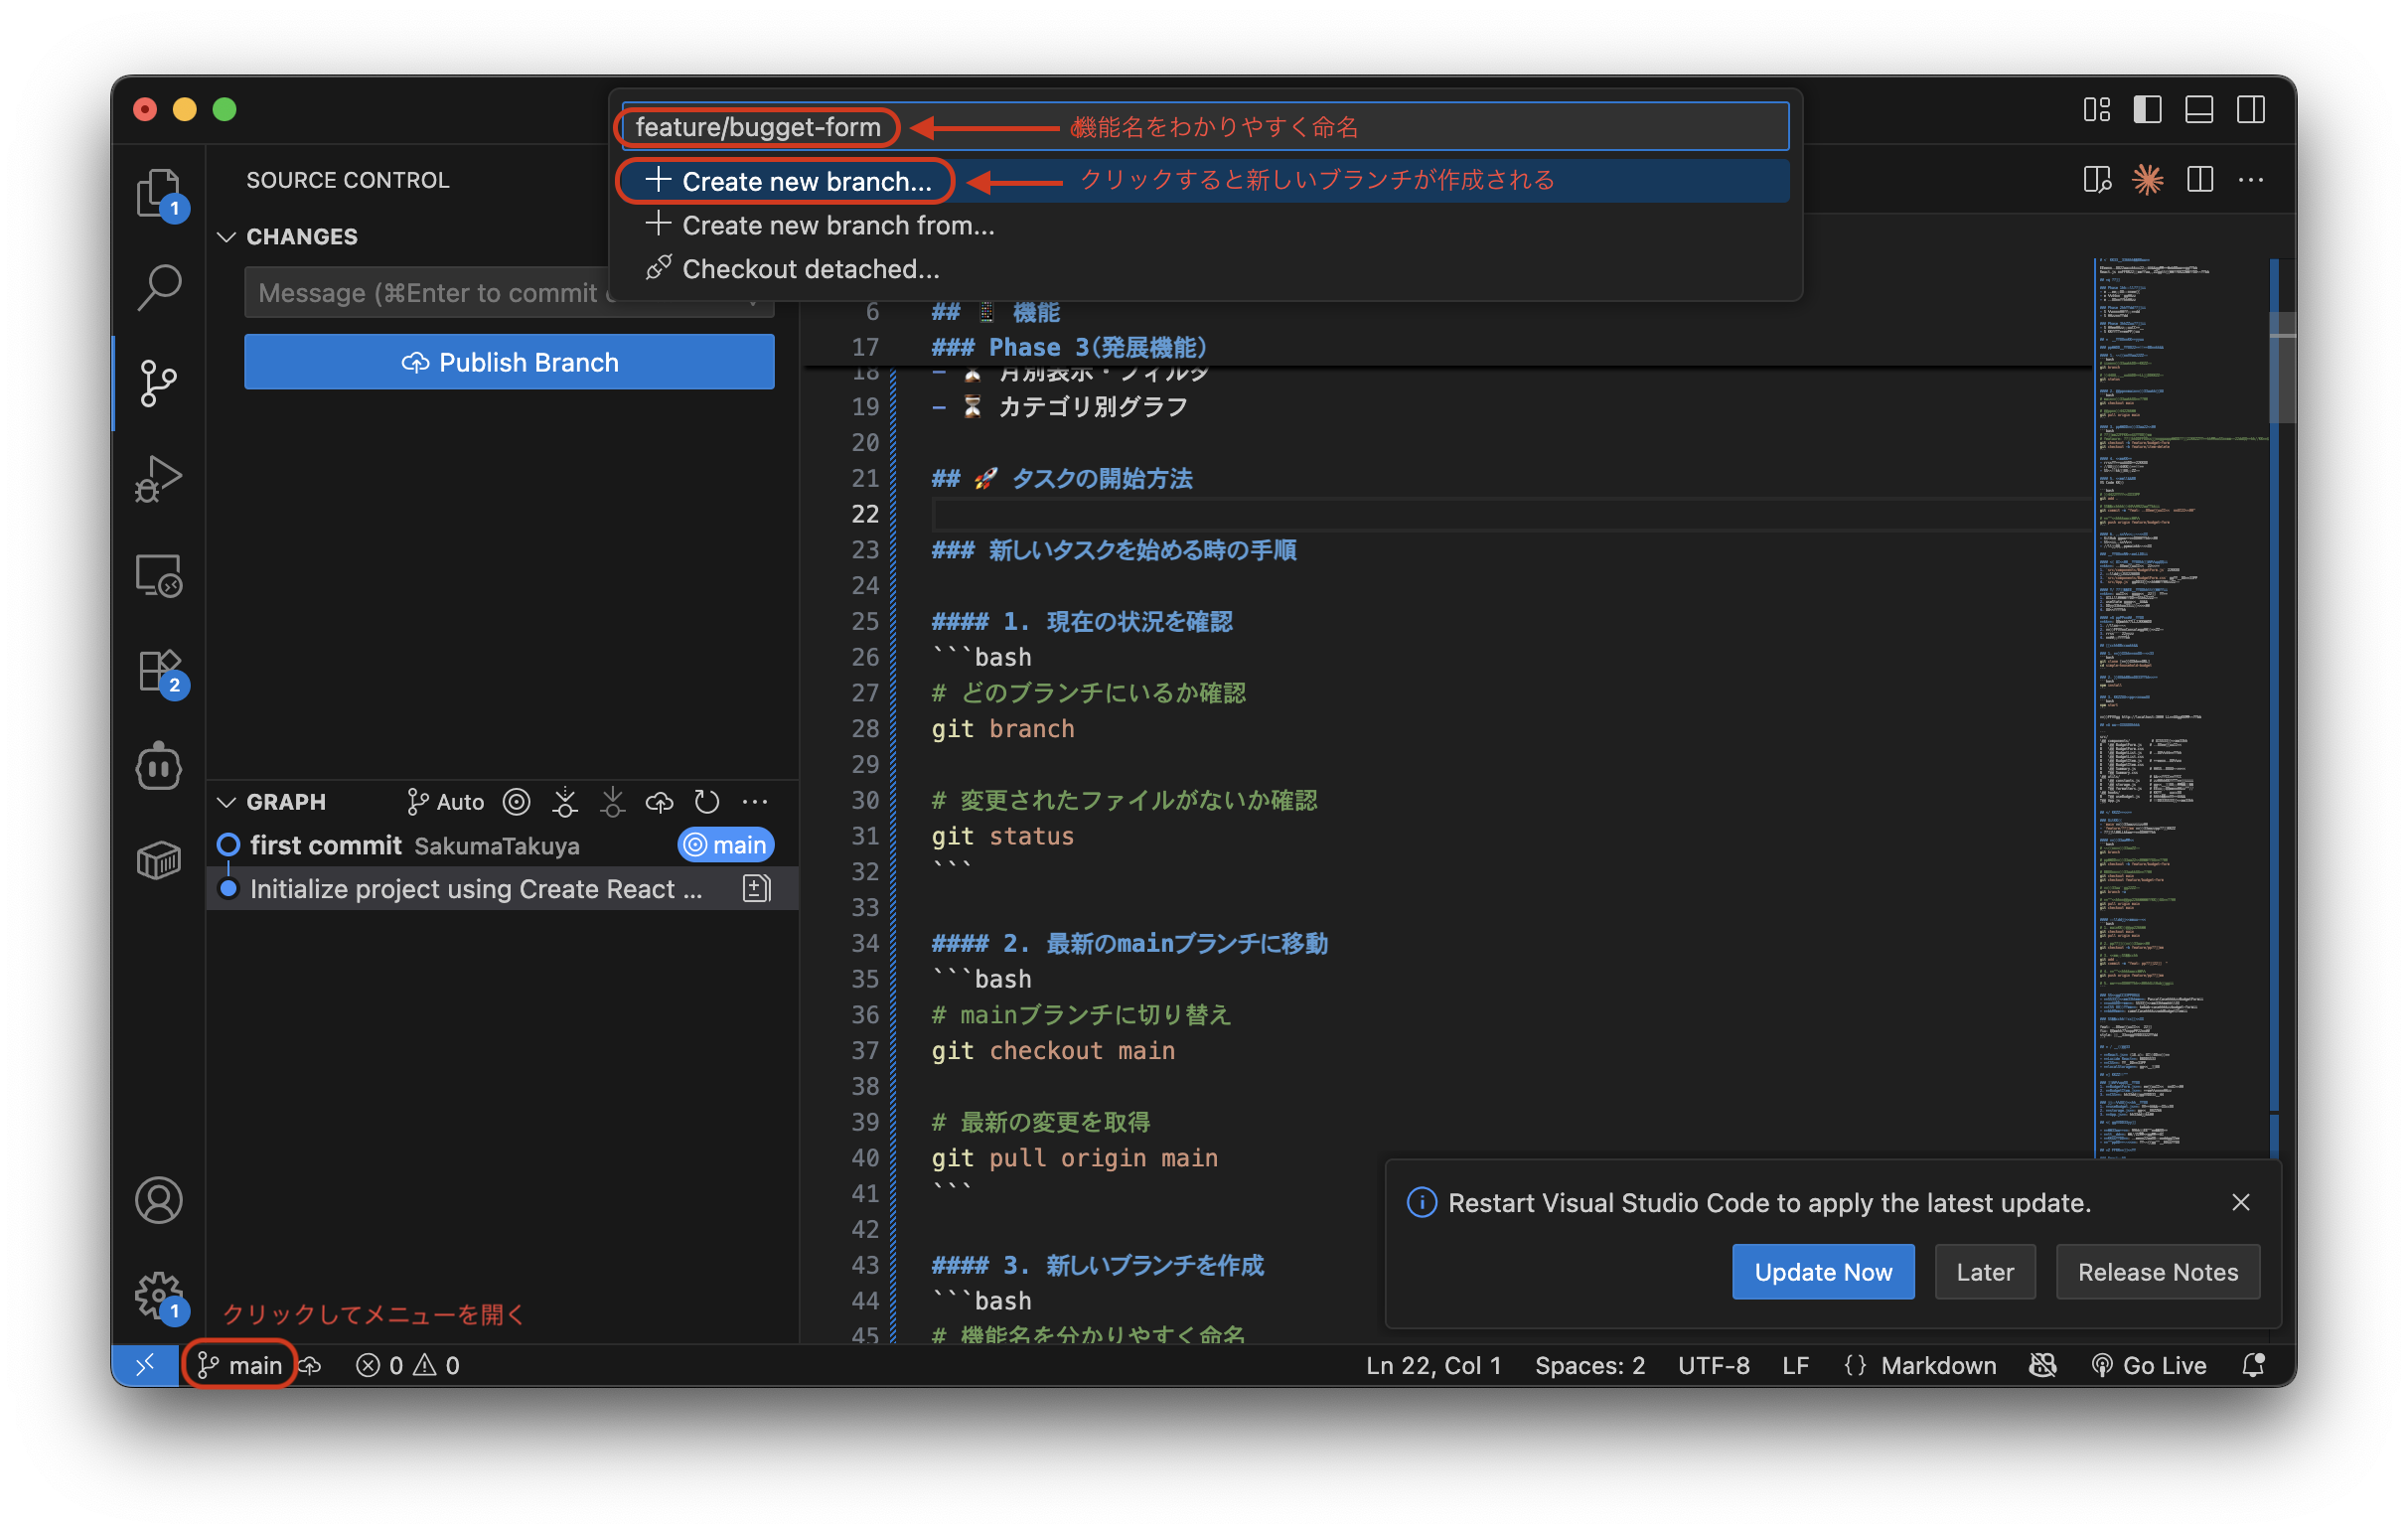 feature/bugget-form
機能名をわかりやすく命名
Create new branch...
クリックすると新しいブランチが作成される
Create new branch from...
Checkout detached...
1
2
1
SOURCE CONTROL
CHANGES
Message (⌘Enter to commit
Publish Branch
GRAPH
Auto
first commit SakumaTakuya
main
Initialize project using Create React ...
クリックしてメニューを開く
6 ## 📱 機能
17 ### Phase 3（発展機能）
18 - ⏳ 月別表示・フィルタ
19 - ⏳ カテゴリ別グラフ
20
21 ## 🚀 タスクの開始方法
22
23 ### 新しいタスクを始める時の手順
24
25 #### 1. 現在の状況を確認
26 ```bash
27 # どのブランチにいるか確認
28 git branch
29
30 # 変更されたファイルがないか確認
31 git status
32 ```
33
34 #### 2. 最新のmainブランチに移動
35 ```bash
36 # mainブランチに切り替え
37 git checkout main
38
39 # 最新の変更を取得
40 git pull origin main
41 ```
42
43 #### 3. 新しいブランチを作成
44 ```bash
45 # 機能名を分かりやすく命名
Restart Visual Studio Code to apply the latest update.
Update Now
Later
Release Notes
main
0
0
Ln 22, Col 1
Spaces: 2
UTF-8
LF
{} Markdown
Go Live